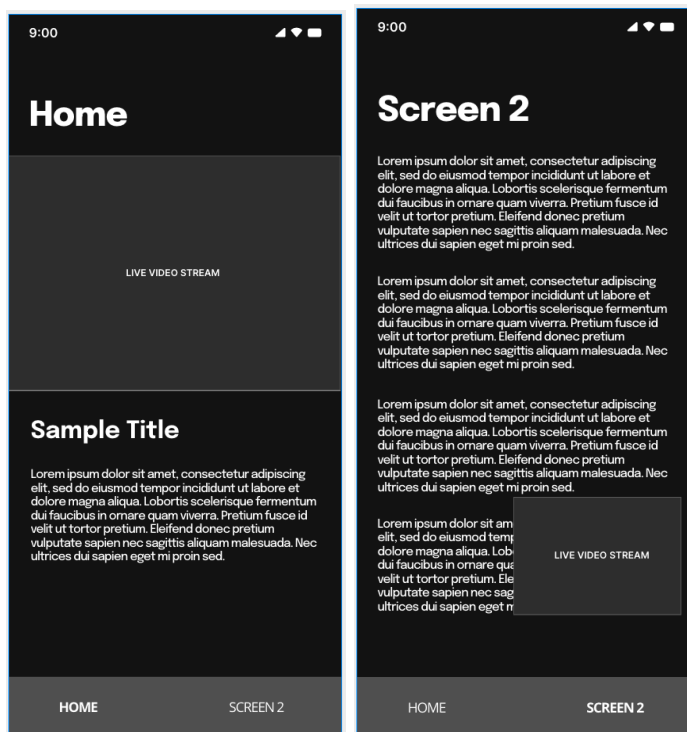 9:00
Home
LIVE VIDEO STREAM
Sample Title
Lorem ipsum dolor sit amet, consectetur adipiscing
elit, sed do eiusmod tempor incididunt ut labore et
dolore magna aliqua. Lobortis scelerisque fermentum
dui faucibus in ornare quam viverra. Pretium fusce id
velit ut tortor pretium. Eleifend donec pretium
vulputate sapien nec sagittis aliquam malesuada. Nec
ultrices dui sapien eget mi proin sed.
HOME
SCREEN 2
9:00
Screen 2
Lorem ipsum dolor sit amet, consectetur adipiscing
elit, sed do eiusmod tempor incididunt ut labore et
dolore magna aliqua. Lobortis scelerisque fermentum
dui faucibus in ornare quam viverra. Pretium fusce id
velit ut tortor pretium. Eleifend donec pretium
vulputate sapien nec sagittis aliquam malesuada. Nec
ultrices dui sapien eget mi proin sed.
Lorem ipsum dolor sit amet, consectetur adipiscing
elit, sed do eiusmod tempor incididunt ut labore et
dolore magna aliqua. Lobortis scelerisque fermentum
dui faucibus in ornare quam viverra. Pretium fusce id
velit ut tortor pretium. Eleifend donec pretium
vulputate sapien nec sagittis aliquam malesuada. Nec
ultrices dui sapien eget mi proin sed.
Lorem ipsum dolor sit amet, consectetur adipiscing
elit, sed do eiusmod tempor incididunt ut labore et
dolore magna aliqua. Lobortis scelerisque fermentum
dui faucibus in ornare quam viverra. Pretium fusce id
velit ut tortor pretium. Eleifend donec pretium
vulputate sapien nec sagittis aliquam malesuada. Nec
ultrices dui sapien eget mi proin sed.
Lorem ipsum dolor sit am
elit, sed do eiusmod temp
dolore magna aliqua. Lob
dui faucibus in ornare qua
velit ut tortor pretium. Ele
vulputate sapien nec sag
ultrices dui sapien eget m
LIVE VIDEO STREAM
HOME
SCREEN 2